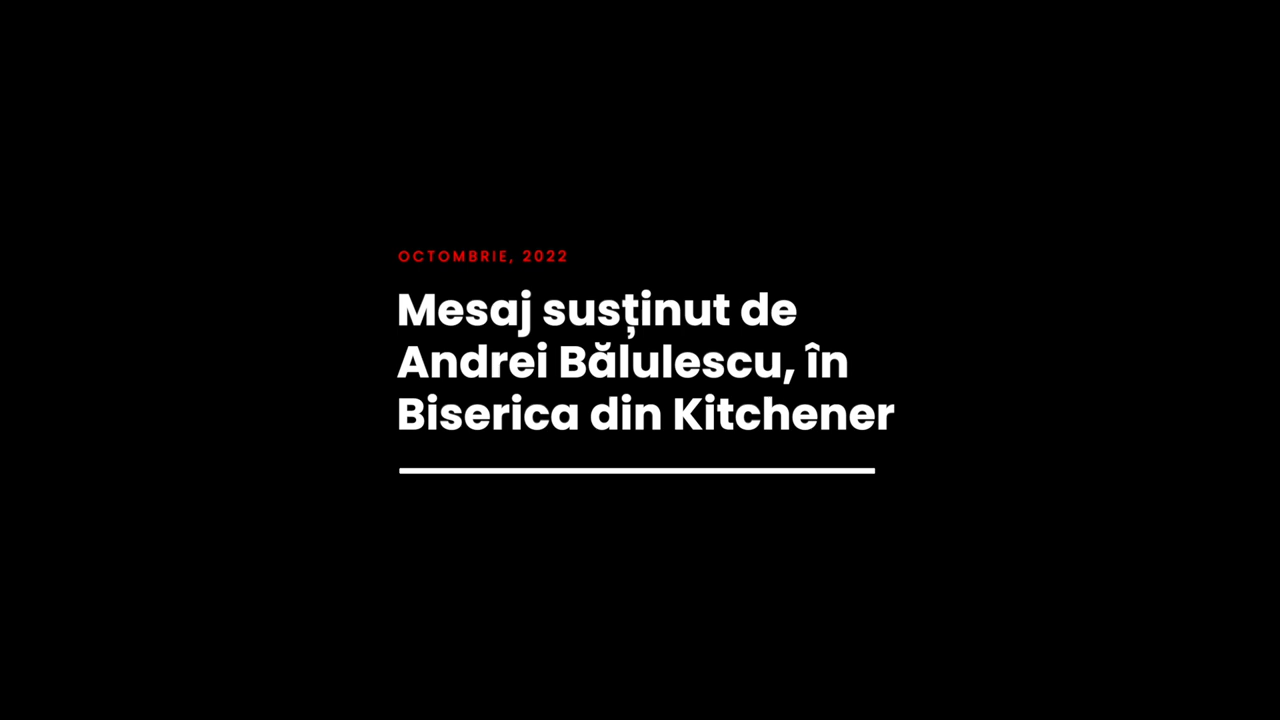 OCTOMBRIE, 2022
Mesaj susținut de
Andrei Bălulescu, în
Biserica din Kitchener